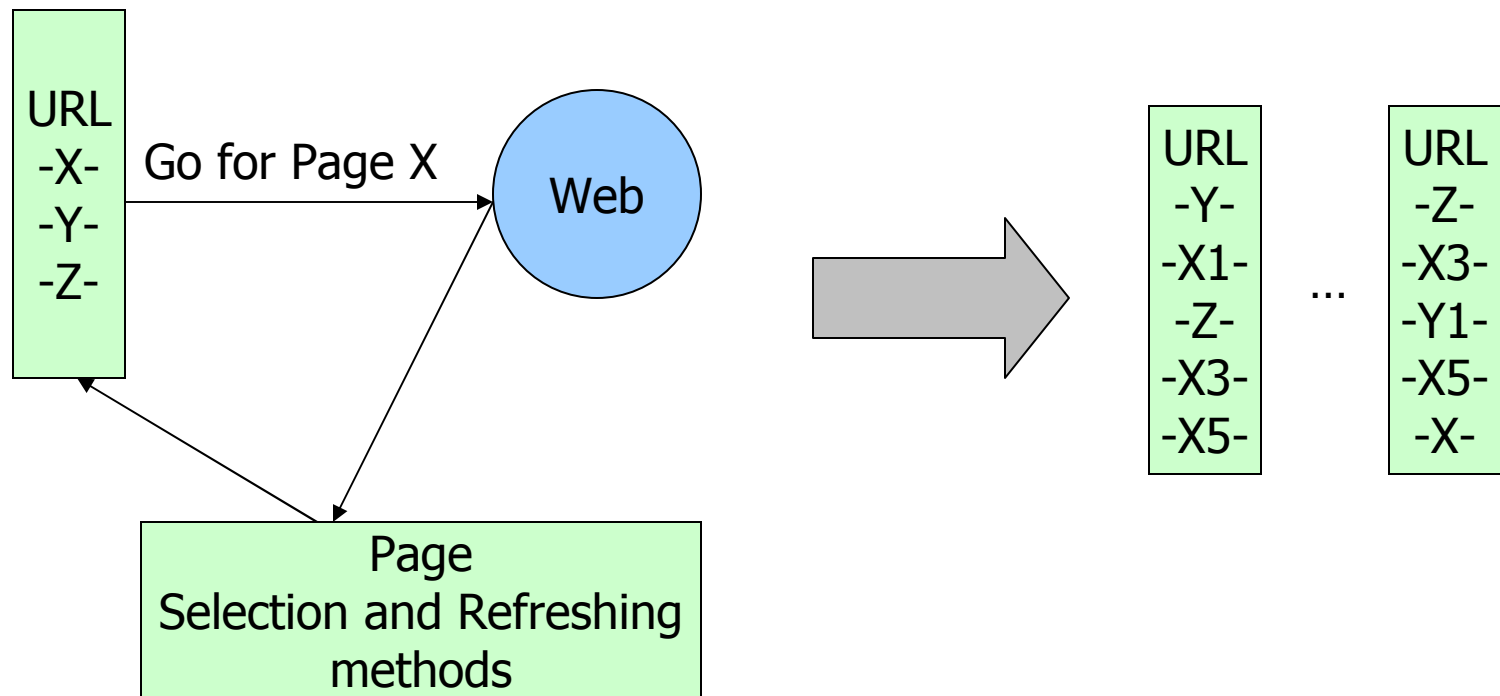 URL
-X-
-Y-
-Z-
Go for Page X
Web
Page
Selection and Refreshing
methods
URL
-Y-
-X1-
-Z-
-X3-
-X5-
...
URL
-Z-
-X3-
-Y1-
-X5-
-X-